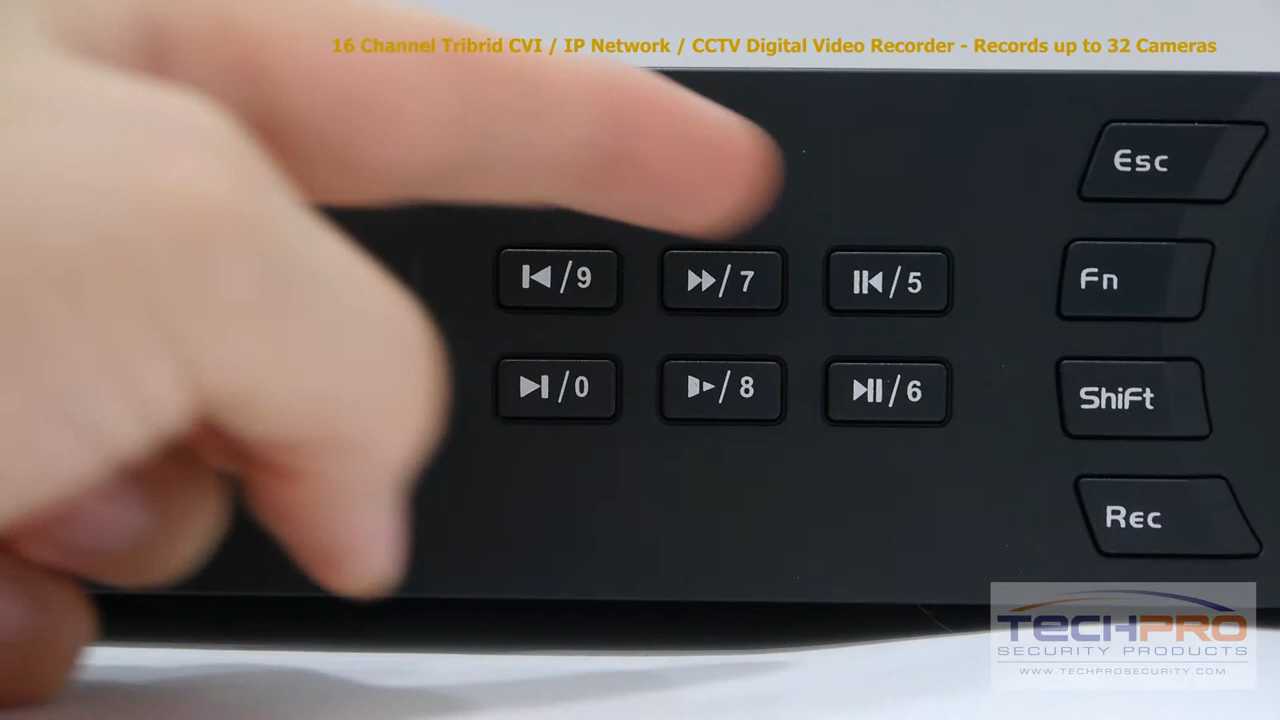 16 Channel Tribrid CVI / IP Network / CCTV Digital Video Recorder - Records up to 32 Cameras
Esc
/9 /7 /5
Fn
/0 /8 /6
Shift
Rec
TECHPRO
SECURITY PRODUCTS
WWW.TECHPROSECURITY.COM